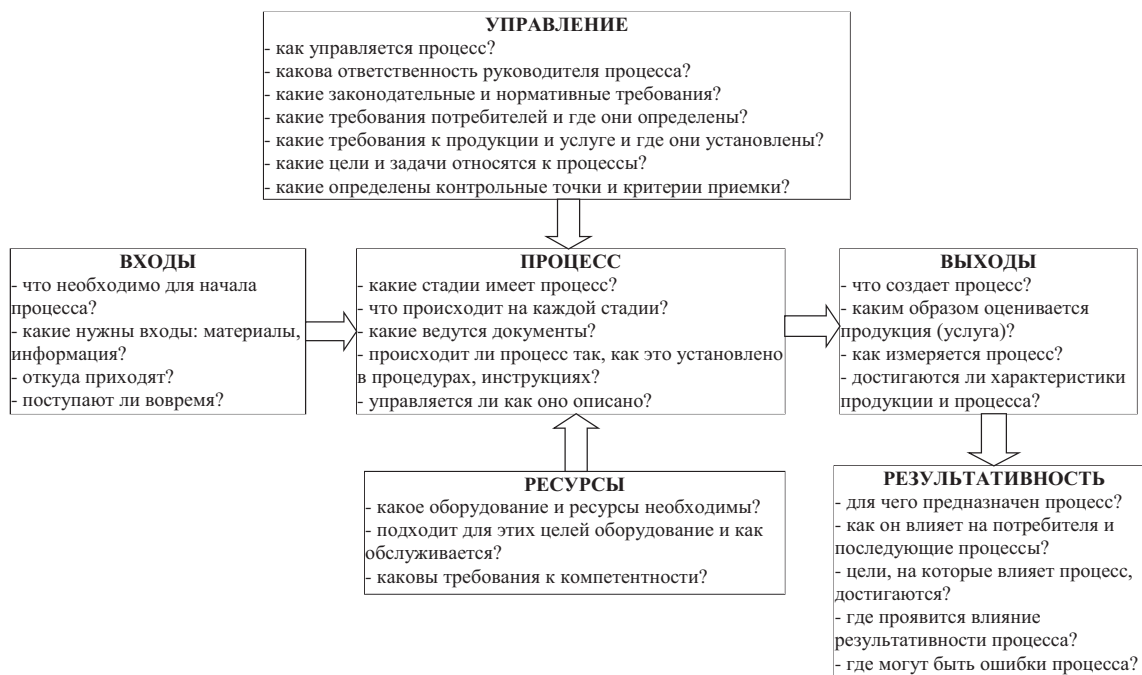 УПРАВЛЕНИЕ
- как управляется процесс?
- какова ответственность руководителя процесса?
- какие законодательные и нормативные требования?
- какие требования потребителей и где они определены?
- какие требования к продукции и услуге и где они установлены?
- какие цели и задачи относятся к процессы?
- какие определены контрольные точки и критерии приемки?
ВХОДЫ
- что необходимо для начала
процесса?
- какие нужны входы: материалы,
информация?
- откуда приходят?
- поступают ли вовремя?
ПРОЦЕСС
- какие стадии имеет процесс?
- что происходит на каждой стадии?
- какие ведутся документы?
- происходит ли процесс так, как это установлено
в процедурах, инструкциях?
- управляется ли как оно описано?
ВЫХОДЫ
- что создает процесс?
- каким образом оценивается
продукция (услуга)?
- как измеряется процесс?
- достигаются ли характеристики
продукции и процесса?
РЕСУРСЫ
- какое оборудование и ресурсы необходимы?
- подходит для этих целей оборудование и как
обслуживается?
- каковы требования к компетентности?
РЕЗУЛЬТАТИВНОСТЬ
- для чего предназначен процесс?
- как он влияет на потребителя и
последующие процессы?
- цели, на которые влияет процесс,
достигаются?
- где проявится влияние
результативности процесса?
- где могут быть ошибки процесса?